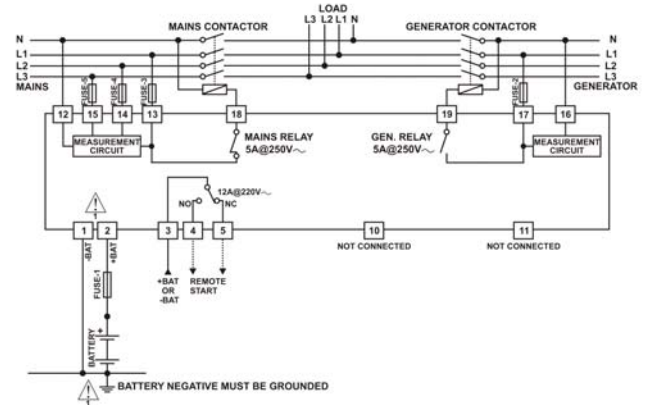 LOAD
MAINS CONTACTOR
L3 L2 L1 N
GENERATOR CONTACTOR
N
N
L1
L1
L2
L2
L3
L3
MAINS
GENERATOR
FUSE-5
FUSE-4
FUSE-3
FUSE-2
12
15
14
13
18
19
17
16
MEASUREMENT
CIRCUIT
MAINS RELAY
5A@250V～
GEN. RELAY
5A@250V～
MEASUREMENT
CIRCUIT
12A@220V～
NO
NC
1
2
3
4
5
10
11
-BAT
+BAT
NOT CONNECTED
NOT CONNECTED
FUSE-1
+BAT
OR
-BAT
REMOTE
START
BATTERY
+
BATTERY NEGATIVE MUST BE GROUNDED